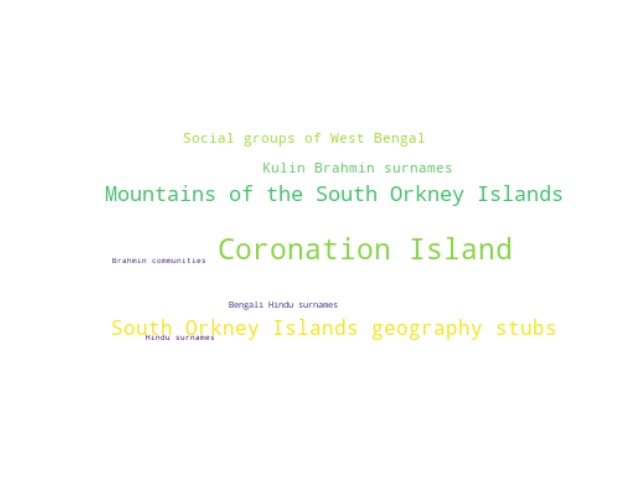 Social groups of West Bengal
Kulin Brahmin surnames
Mountains of the South Orkney Islands
Coronation Island
Brahmin communities
Bengali Hindu surnames
South Orkney Islands geography stubs
Hindu surnames